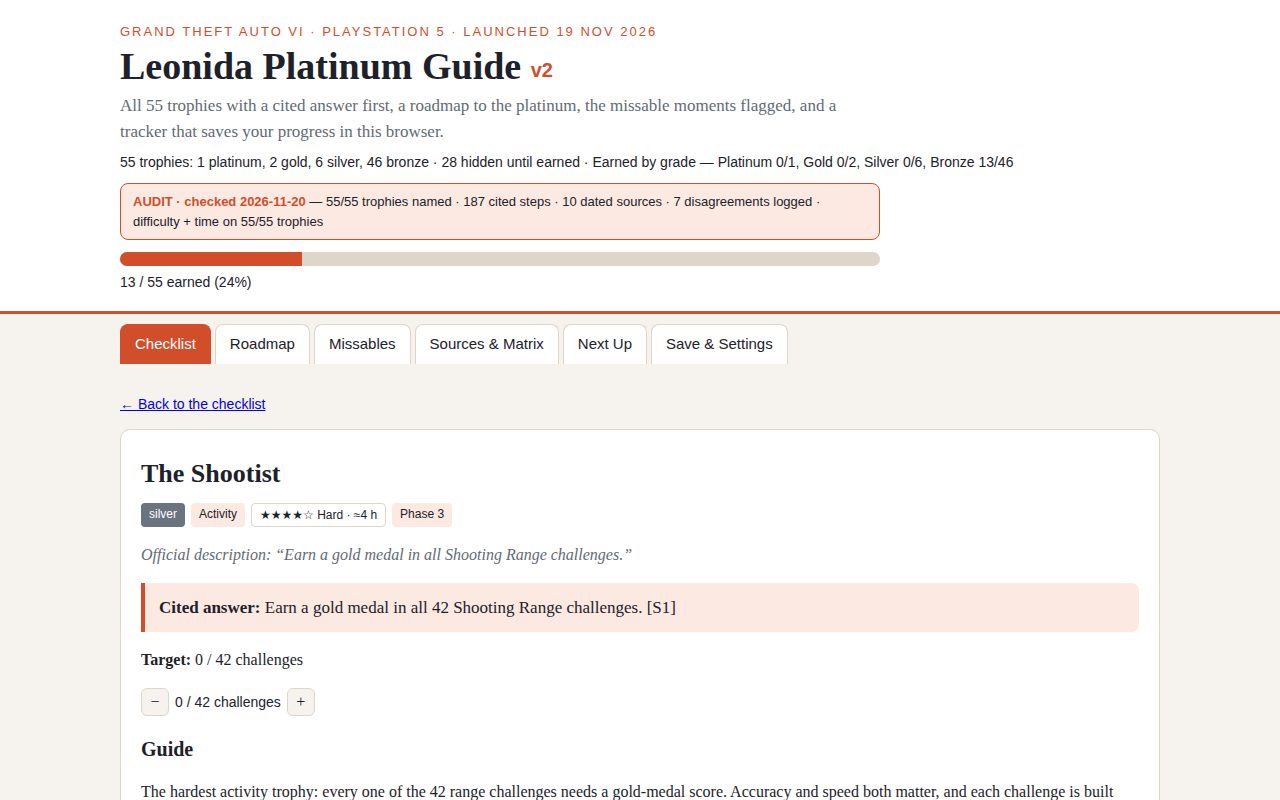 GRAND THEFT AUTO VI · PLAYSTATION 5 · LAUNCHED 19 NOV 2026
Leonida Platinum Guide v2
All 55 trophies with a cited answer first, a roadmap to the platinum, the missable moments flagged, and a
tracker that saves your progress in this browser.
55 trophies: 1 platinum, 2 gold, 6 silver, 46 bronze · 28 hidden until earned · Earned by grade — Platinum 0/1, Gold 0/2, Silver 0/6, Bronze 13/46
AUDIT · checked 2026-11-20 — 55/55 trophies named · 187 cited steps · 10 dated sources · 7 disagreements logged ·
difficulty + time on 55/55 trophies
13 / 55 earned (24%)
Checklist Roadmap Missables Sources & Matrix Next Up Save & Settings
← Back to the checklist
The Shootist
silver Activity ★★★★☆ Hard · ≈4 h Phase 3
Official description: “Earn a gold medal in all Shooting Range challenges.”
Cited answer: Earn a gold medal in all 42 Shooting Range challenges. [S1]
Target: 0 / 42 challenges
− 0 / 42 challenges +
Guide
The hardest activity trophy: every one of the 42 range challenges needs a gold-medal score. Accuracy and speed both matter, and each challenge is built